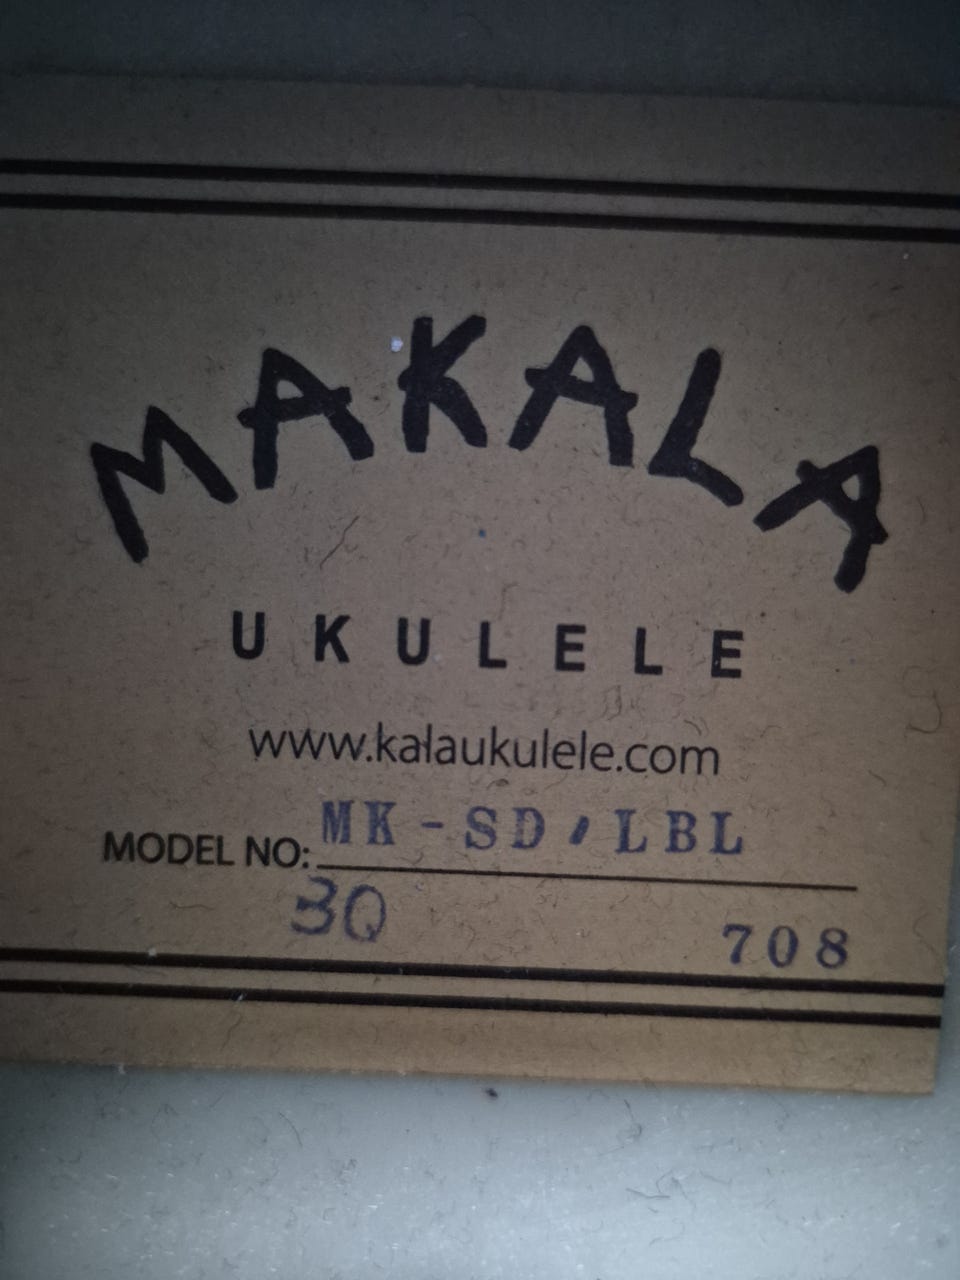 MAKALA
UKULELE
www.kalaukulele.com
MODEL NO: MK-SD/LBL
30
708